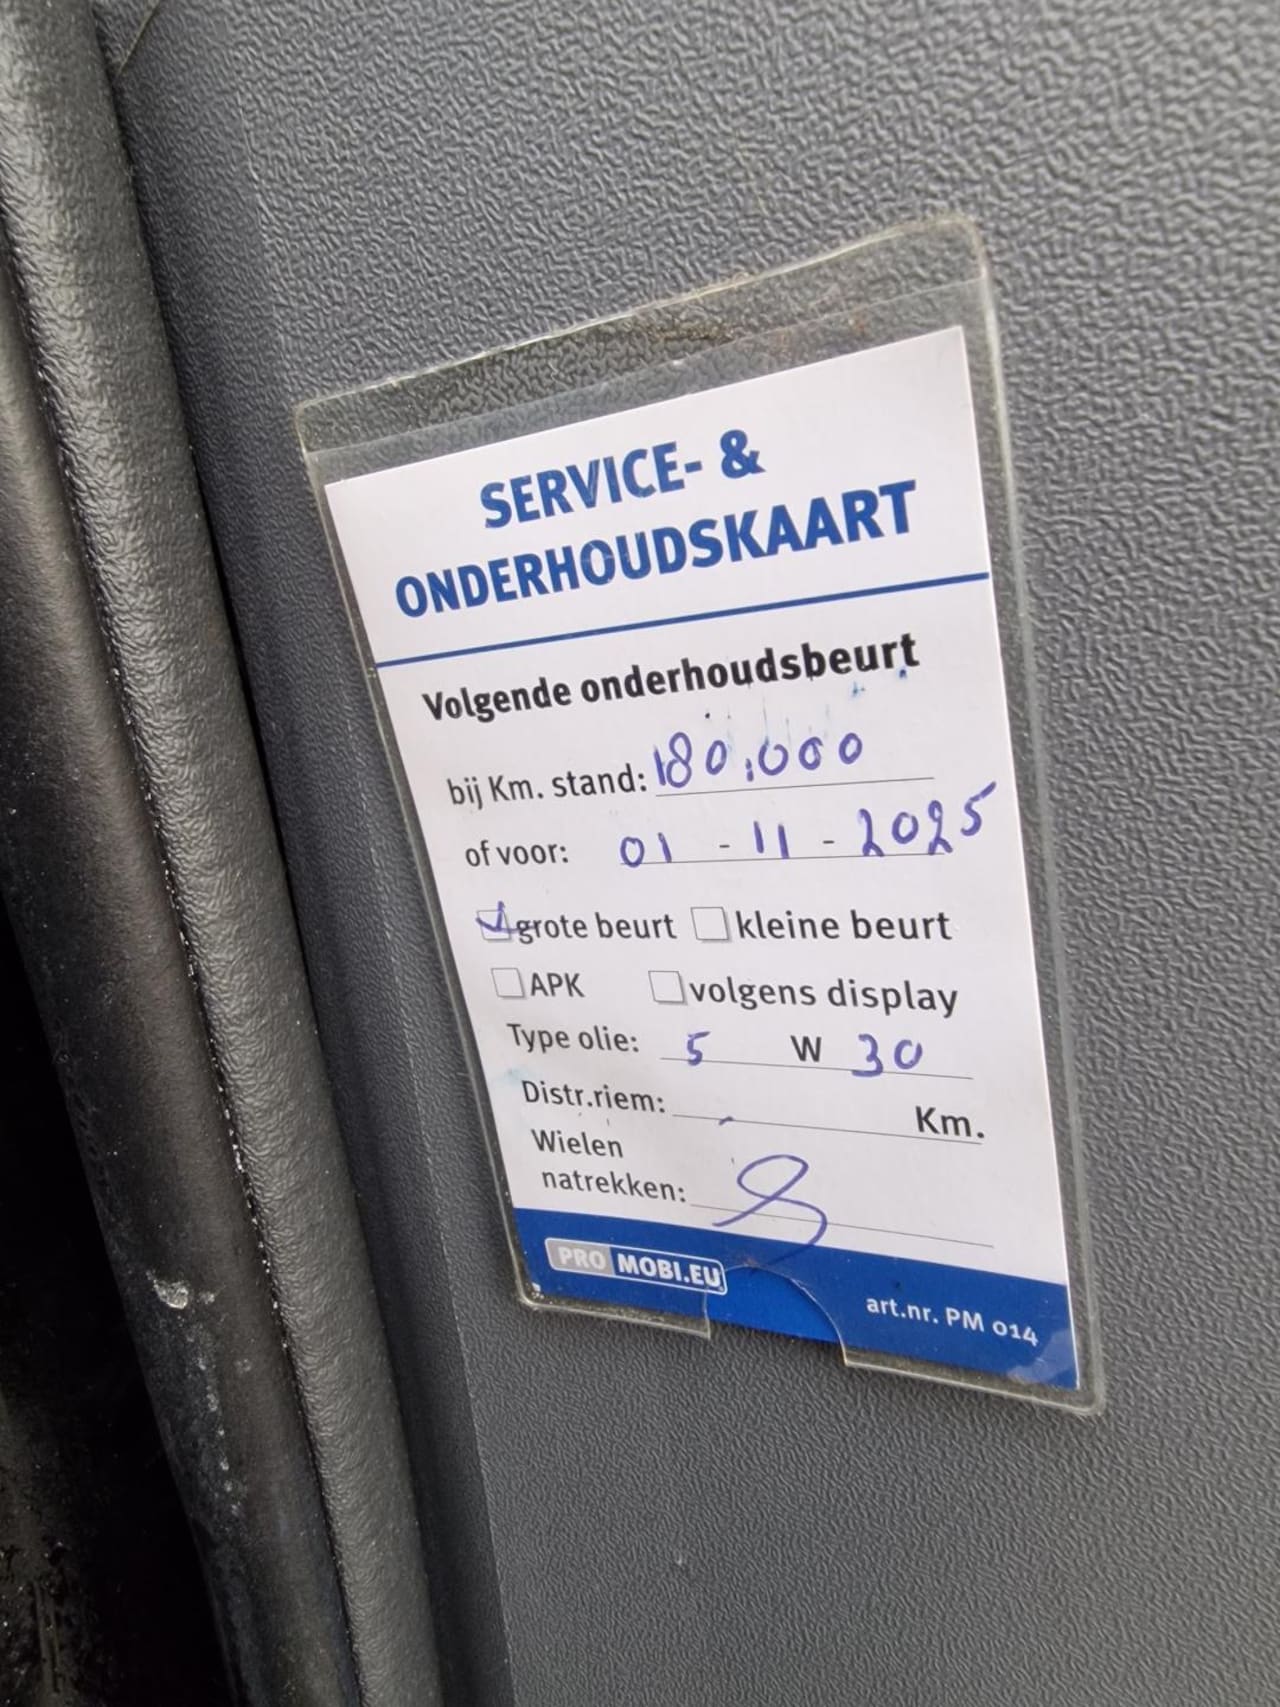 SERVICE- &
ONDERHOUDSKAART
Volgende onderhoudsbeurt
bij Km. stand: 180.000
of voor: 01 - 11 - 2025
grote beurt kleine beurt
APK volgens display
Type olie: 5 W 30
Distr.riem: - Km.
Wielen
natrekken:
PRO MOBI.EU
art.nr. PM 014